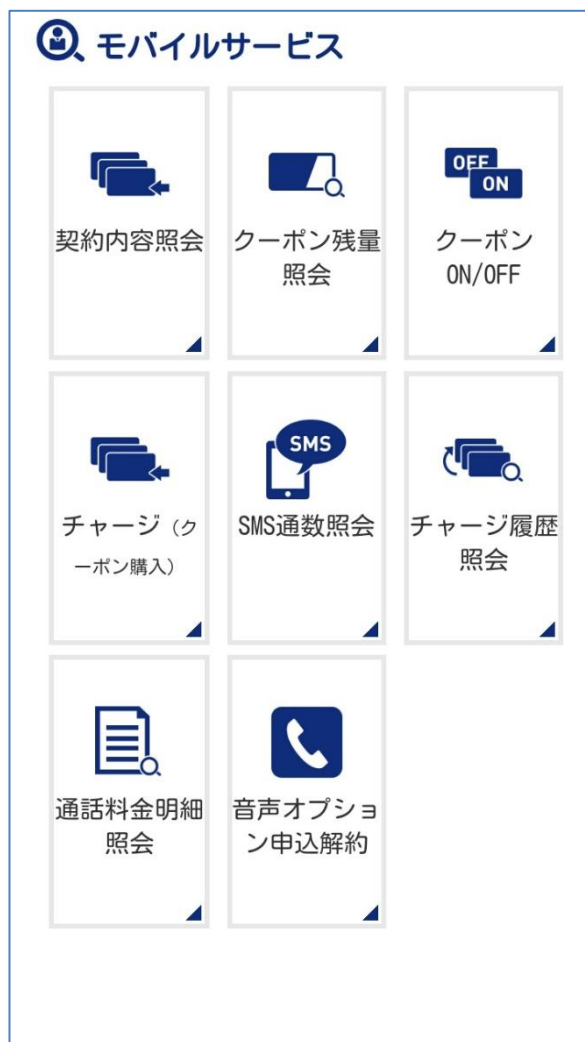 モバイルサービス
契約内容照会
クーポン残量
照会
OFF
ON
クーポン
ON/OFF
チャージ（ク
ーポン購入）
SMS
SMS通数照会
チャージ履歴
照会
通話料金明細
照会
音声オプショ
ン申込解約